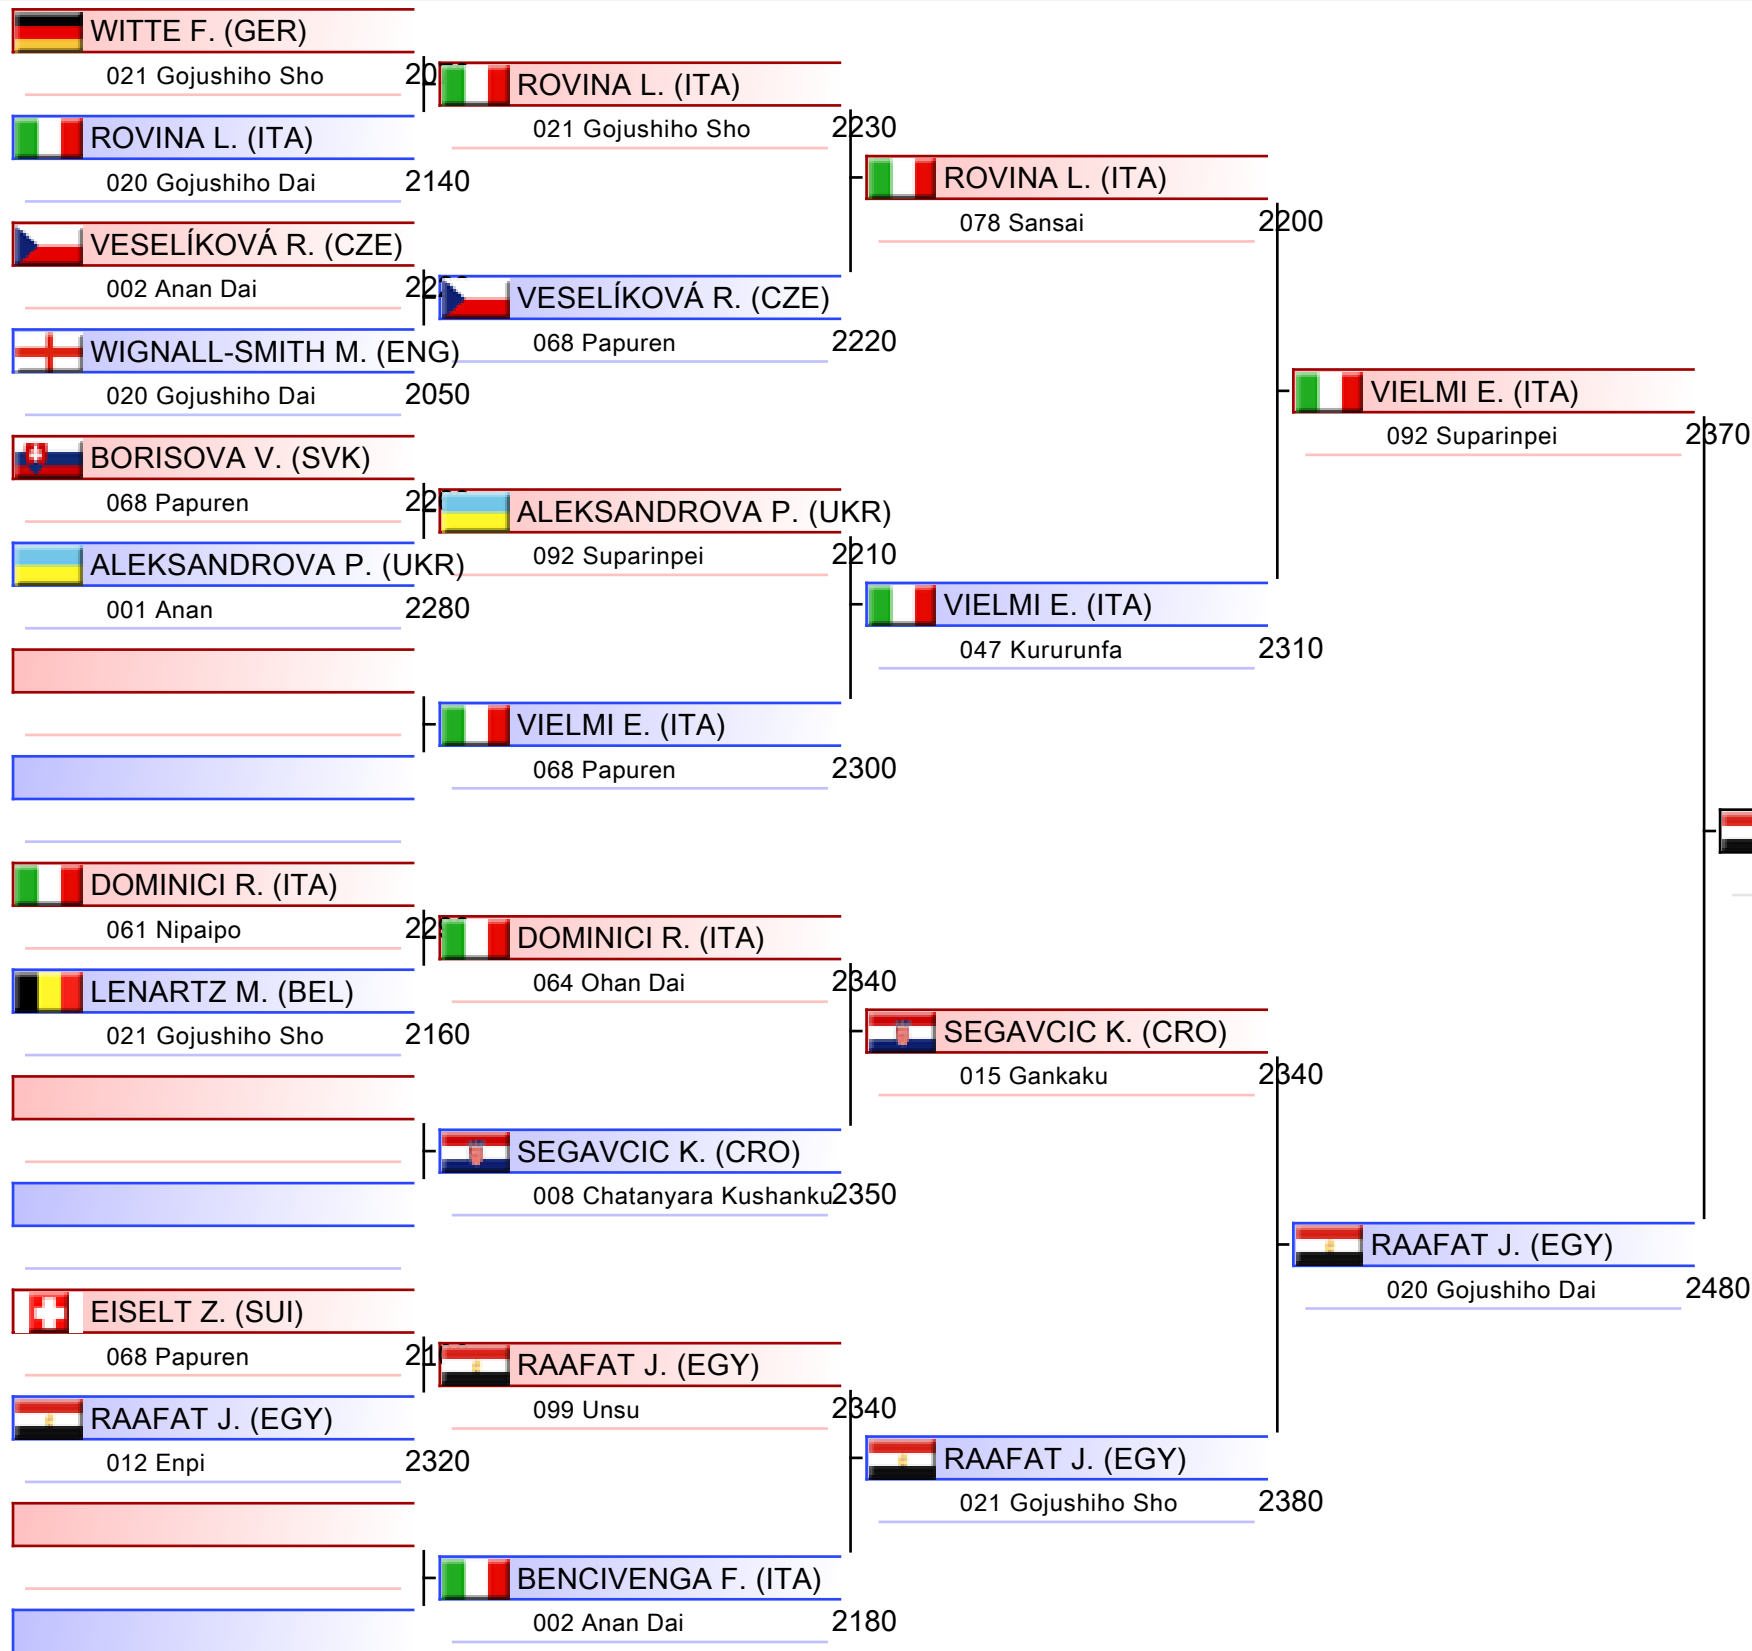 WITTE F. (GER)
021 Gojushiho Sho
ROVINA L. (ITA)
020 Gojushiho Dai 2140
VESELÍKOVÁ R. (CZE)
002 Anan Dai
WIGNALL-SMITH M. (ENG)
020 Gojushiho Dai 2050
BORISOVA V. (SVK)
068 Papuren
ALEKSANDROVA P. (UKR)
001 Anan 2280
DOMINICI R. (ITA)
061 Nipaipo
LENARTZ M. (BEL)
021 Gojushiho Sho 2160
EISELT Z. (SUI)
068 Papuren
RAAFAT J. (EGY)
012 Enpi 2320
ROVINA L. (ITA)
021 Gojushiho Sho 2230
VESELÍKOVÁ R. (CZE)
068 Papuren 2220
ALEKSANDROVA P. (UKR)
092 Suparinpei 2210
VIELMI E. (ITA)
068 Papuren 2300
DOMINICI R. (ITA)
064 Ohan Dai 2340
SEGAVCIC K. (CRO)
008 Chatanyara Kushanku 2350
RAAFAT J. (EGY)
099 Unsu 2340
BENCIVENGA F. (ITA)
002 Anan Dai 2180
ROVINA L. (ITA)
078 Sansai 2200
VIELMI E. (ITA)
047 Kururunfa 2310
SEGAVCIC K. (CRO)
015 Gankaku 2340
RAAFAT J. (EGY)
021 Gojushiho Sho 2380
VIELMI E. (ITA)
092 Suparinpei 2370
RAAFAT J. (EGY)
020 Gojushiho Dai 2480